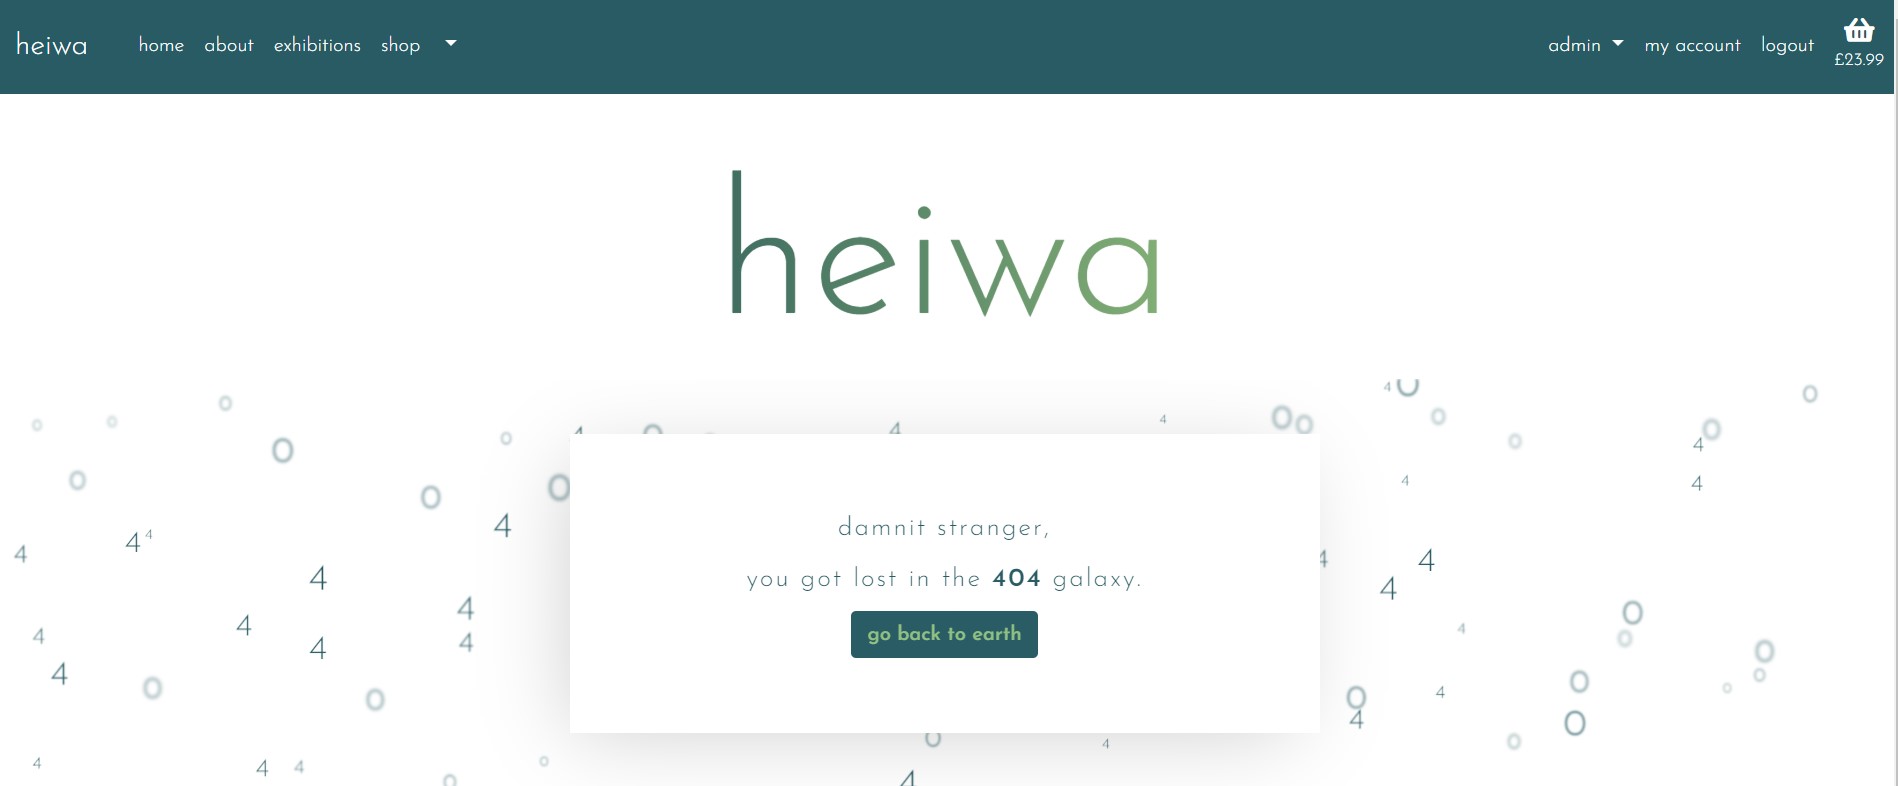 heiwa home about exhibitions shop admin my account logout
£23.99
heiwa
damnit stranger,
you got lost in the 404 galaxy.
go back to earth